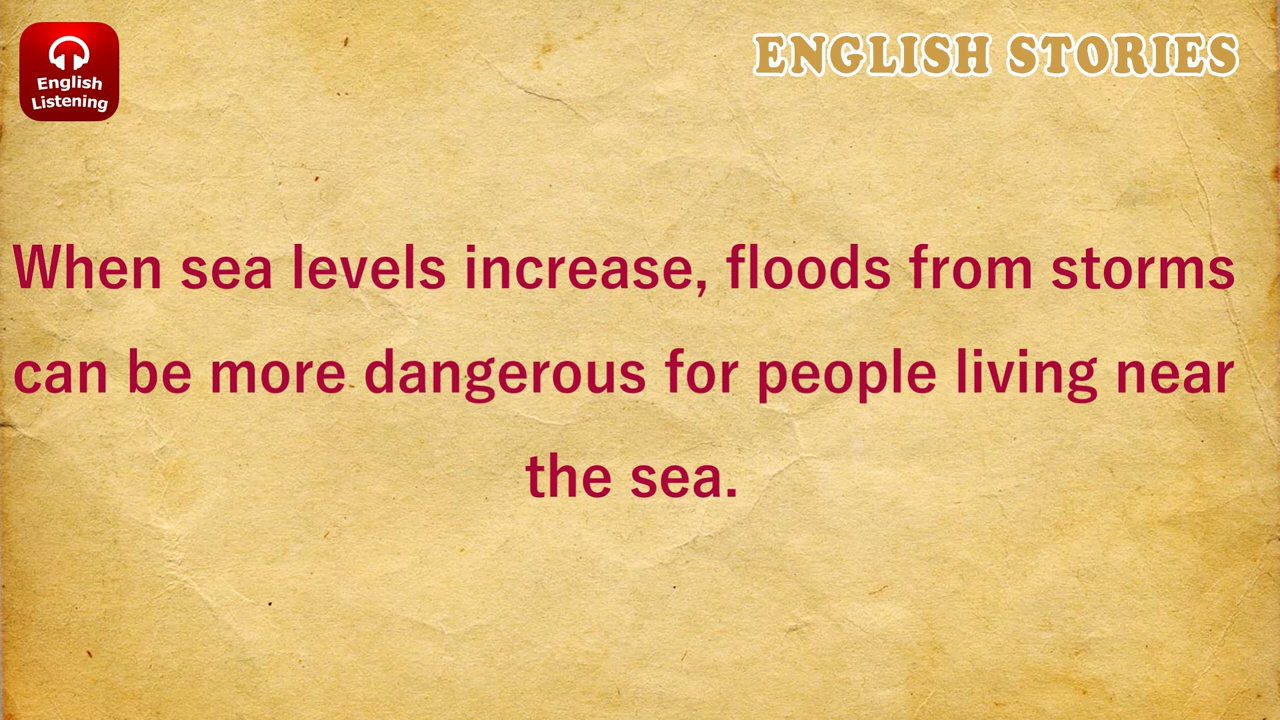 English
Listening
ENGLISH STORIES
When sea levels increase, floods from storms
can be more dangerous for people living near
the sea.